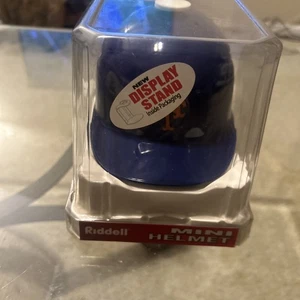 NEW
DISPLAY
STAND
Inside Packaging
Riddell
MINI
HELMET